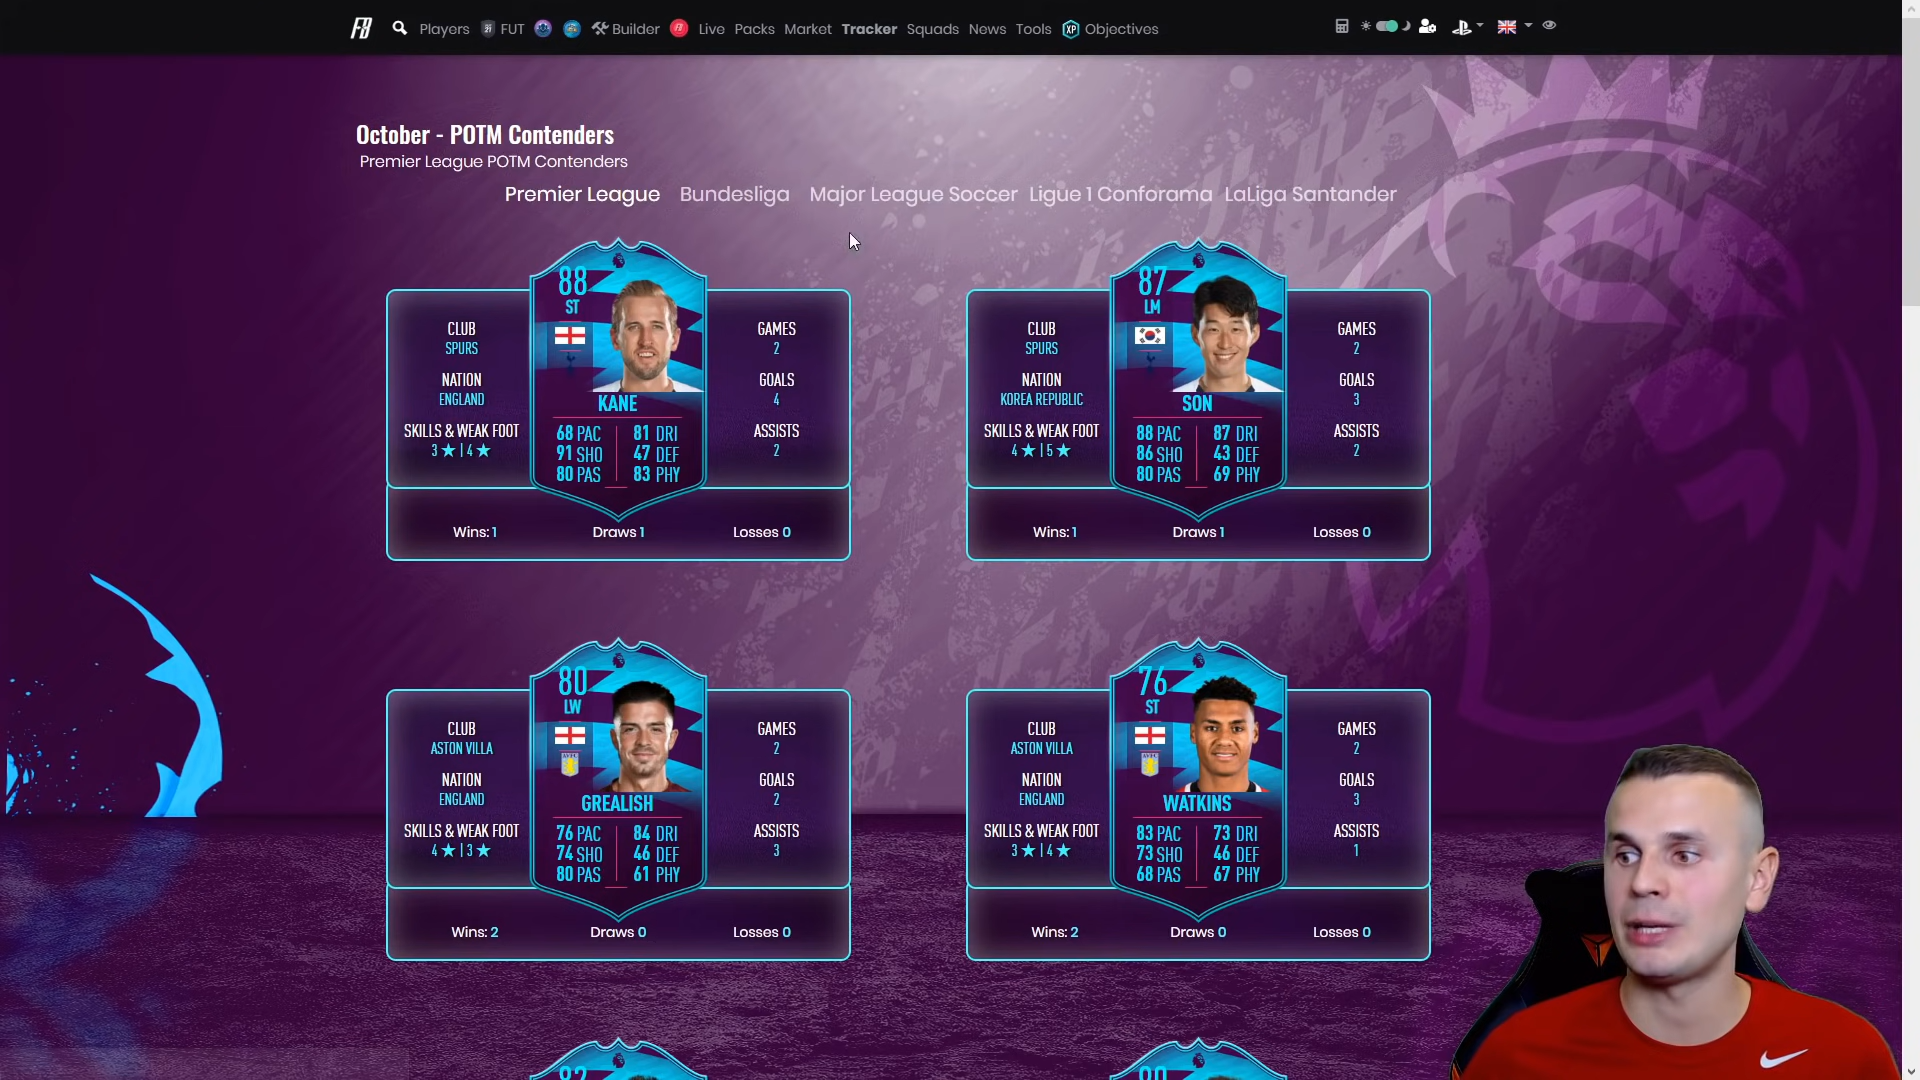 Players FUT Builder Live Packs Market Tracker Squads News Tools XP Objectives
October - POTM Contenders
Premier League POTM Contenders
Premier League Bundesliga Major League Soccer Ligue 1 Conforama LaLiga Santander
88
ST
KANE
68 PAC 81 DRI
91 SHO 47 DEF
80 PAS 83 PHY
CLUB
SPURS
NATION
ENGLAND
SKILLS & WEAK FOOT
3 ★ | 4 ★
GAMES
2
GOALS
4
ASSISTS
2
Wins: 1 Draws 1 Losses 0
87
LM
SON
88 PAC 87 DRI
86 SHO 43 DEF
80 PAS 69 PHY
CLUB
SPURS
NATION
KOREA REPUBLIC
SKILLS & WEAK FOOT
4 ★ | 5 ★
GAMES
2
GOALS
3
ASSISTS
2
Wins: 1 Draws 1 Losses 0
80
LW
GREALISH
76 PAC 84 DRI
74 SHO 46 DEF
80 PAS 61 PHY
CLUB
ASTON VILLA
NATION
ENGLAND
SKILLS & WEAK FOOT
4 ★ | 3 ★
GAMES
2
GOALS
2
ASSISTS
3
Wins: 2 Draws 0 Losses 0
76
ST
WATKINS
83 PAC 73 DRI
73 SHO 46 DEF
68 PAS 67 PHY
CLUB
ASTON VILLA
NATION
ENGLAND
SKILLS & WEAK FOOT
3 ★ | 4 ★
GAMES
2
GOALS
3
ASSISTS
1
Wins: 2 Draws 0 Losses 0